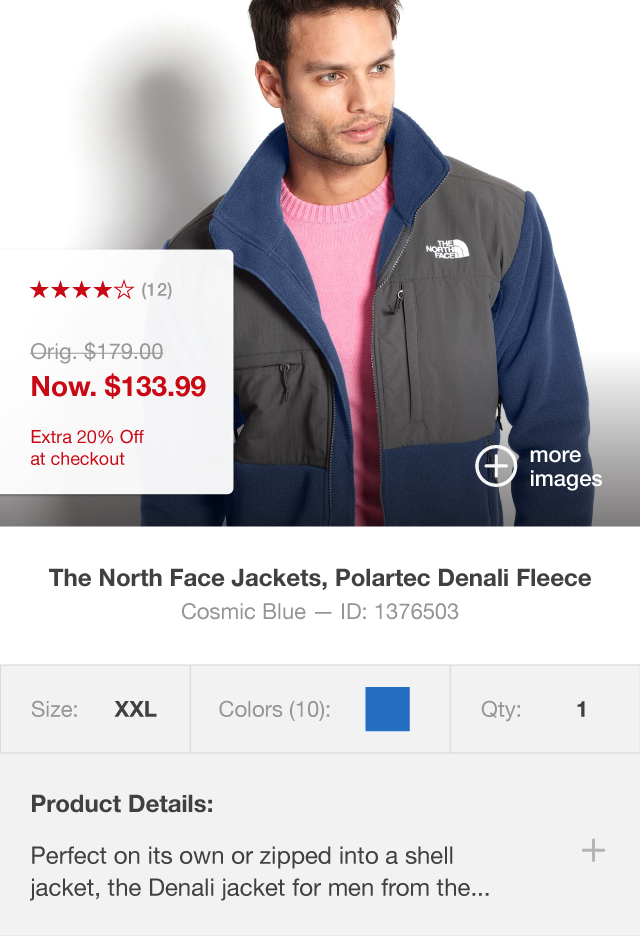 THE
NORTH
FACE
★★★★☆ (12)
Orig. $179.00
Now. $133.99
Extra 20% Off
at checkout
more
images
The North Face Jackets, Polartec Denali Fleece
Cosmic Blue — ID: 1376503
Size: XXL Colors (10): Qty: 1
Product Details:
Perfect on its own or zipped into a shell
jacket, the Denali jacket for men from the...